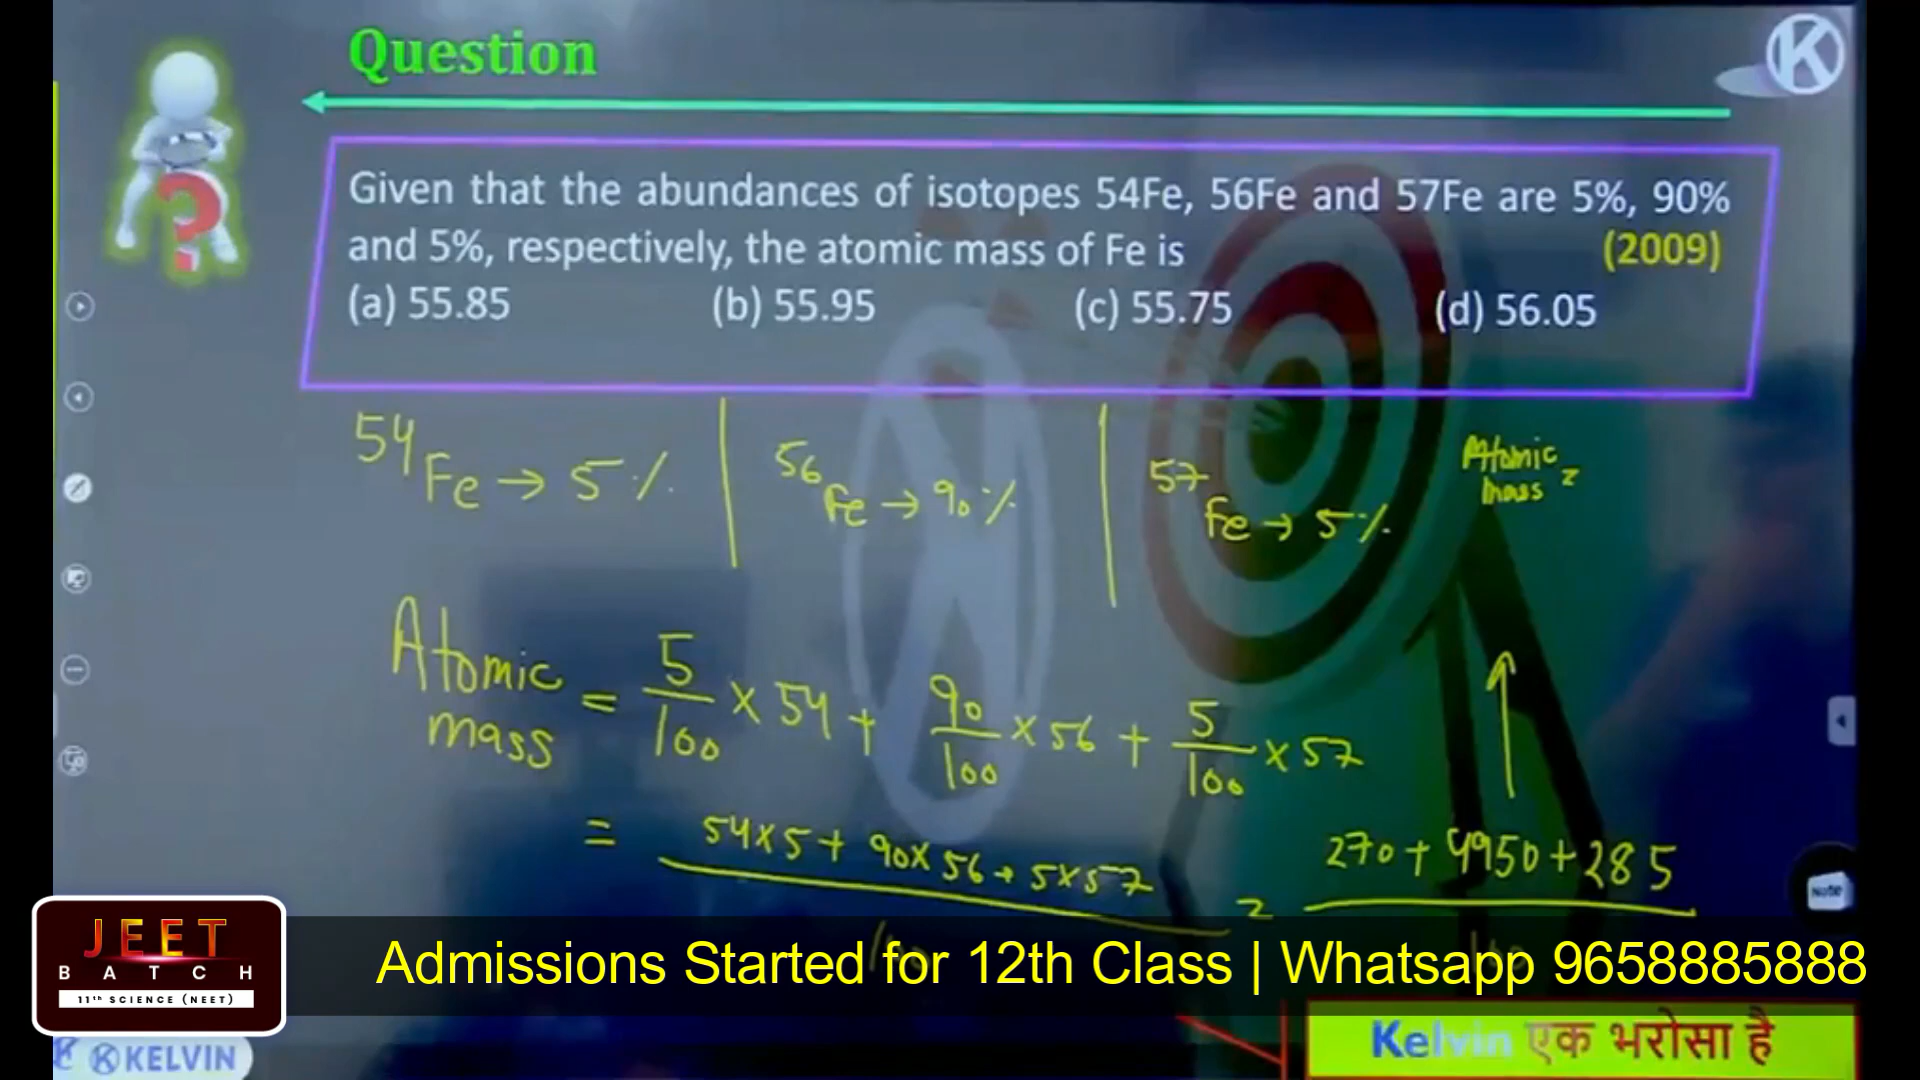 Question
Given that the abundances of isotopes 54Fe, 56Fe and 57Fe are 5%, 90%
and 5%, respectively, the atomic mass of Fe is (2009)
(a) 55.85 (b) 55.95 (c) 55.75 (d) 56.05
54Fe → 5%
56Fe → 90%
57Fe → 5%
Atomic
mass =
Atomic
mass = 5/100 × 54 + 90/100 × 56 + 5/100 × 57
= 54×5 + 90×56 + 5×57 = 270 + 4950 + 285
Note
JEET
BATCH
11th SCIENCE (NEET)
Admissions Started for 12th Class | Whatsapp 9658885888
KELVIN
Kelvin एक भरोसा है